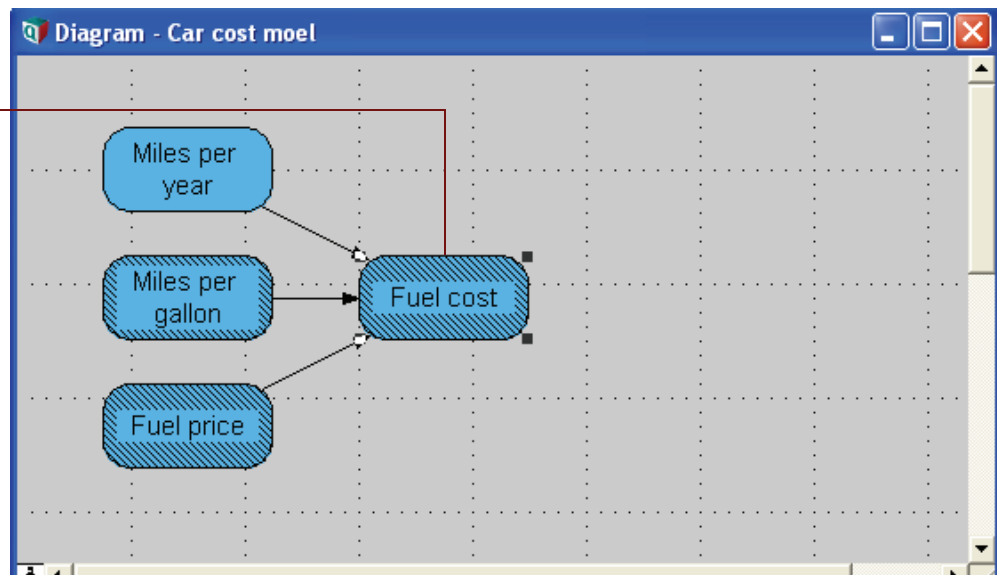 Diagram - Car cost moel
Miles per
year
Miles per
gallon
Fuel cost
Fuel price